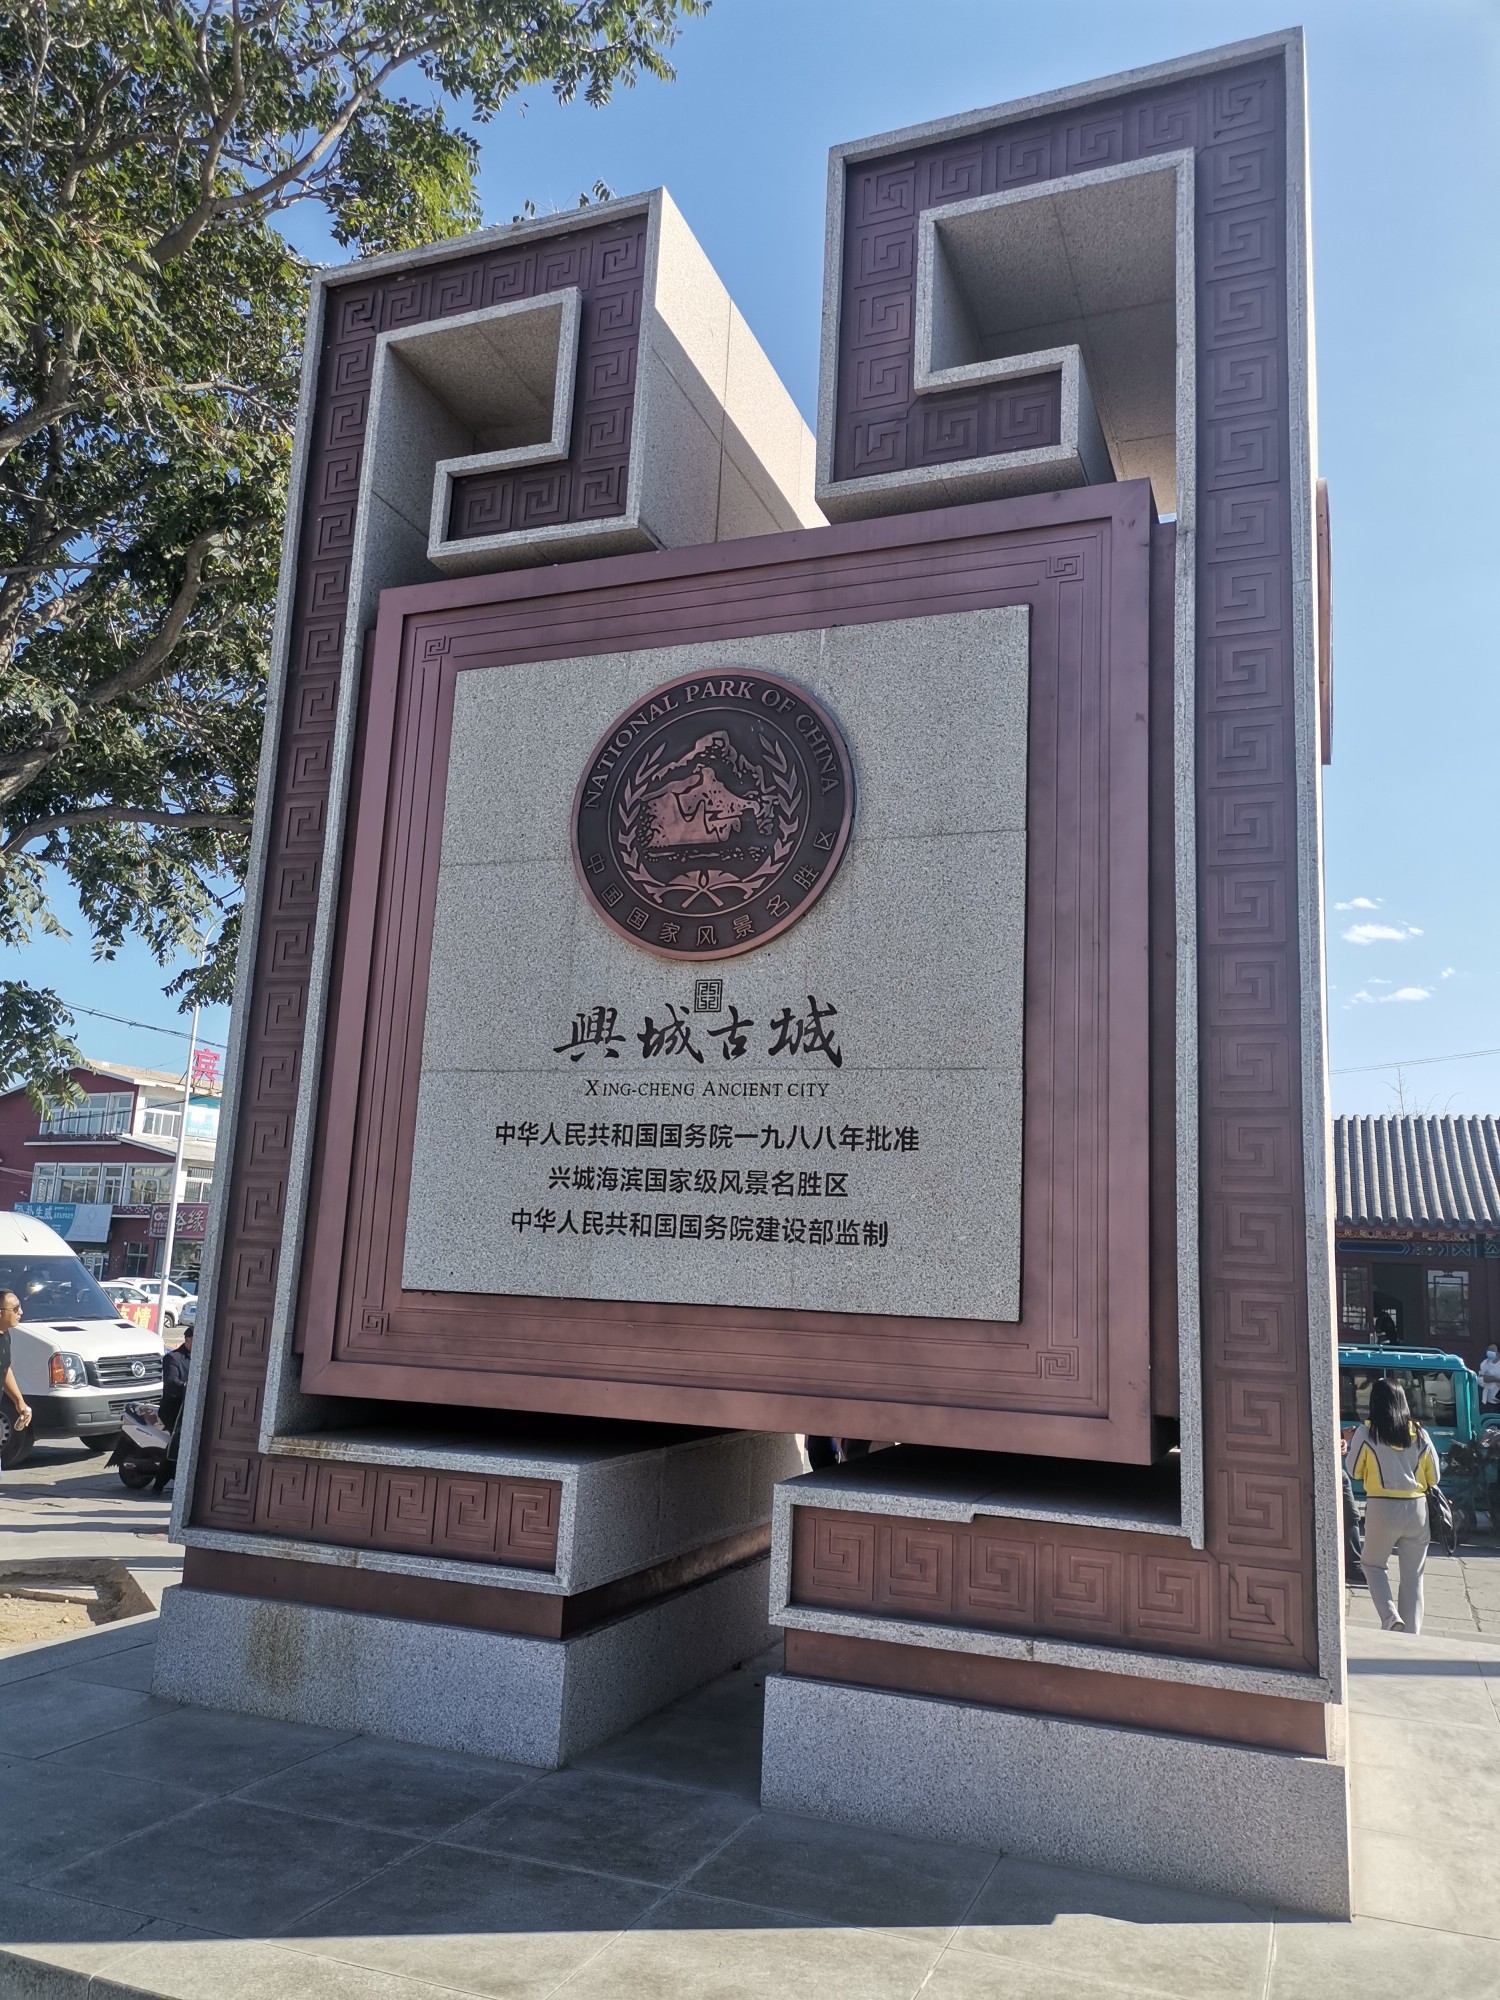 NATIONAL PARK OF CHINA
中国国家风景名胜区
興城古城
XING-CHENG ANCIENT CITY
中华人民共和国国务院一九八八年批准
兴城海滨国家级风景名胜区
中华人民共和国国务院建设部监制
宾
缘
情